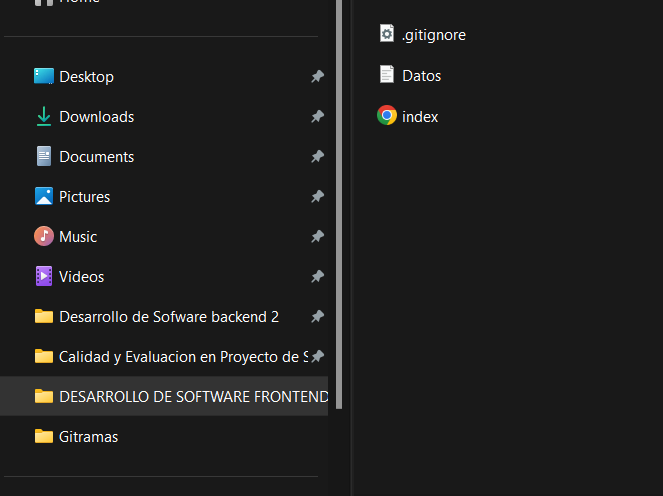 Home
Desktop
Downloads
Documents
Pictures
Music
Videos
Desarrollo de Sofware backend 2
Calidad y Evaluacion en Proyecto de S
DESARROLLO DE SOFTWARE FRONTEND
Gitramas
.gitignore
Datos
index